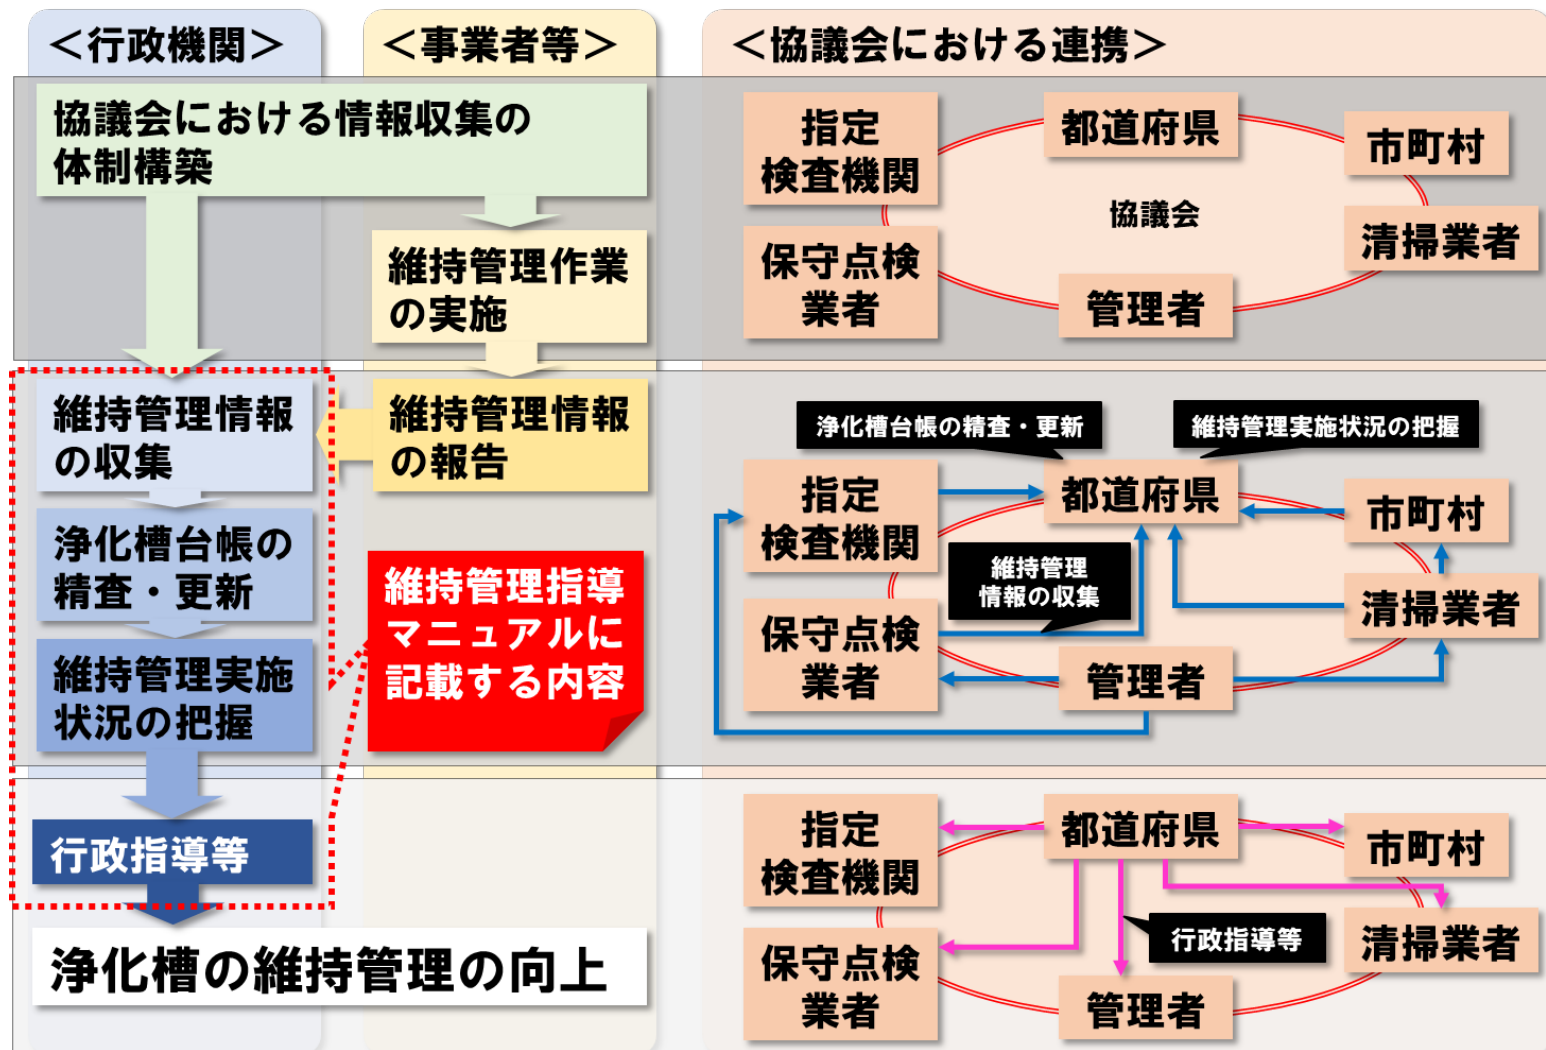 ＜行政機関＞
＜事業者等＞
＜協議会における連携＞
協議会における情報収集の
体制構築
維持管理作業
の実施
指定
検査機関
都道府県
市町村
協議会
清掃業者
保守点検
業者
管理者
維持管理情報
の収集
維持管理情報
の報告
浄化槽台帳の
精査・更新
維持管理実施
状況の把握
維持管理指導
マニュアルに
記載する内容
浄化槽台帳の精査・更新
維持管理実施状況の把握
指定
検査機関
都道府県
市町村
維持管理
情報の収集
清掃業者
保守点検
業者
管理者
行政指導等
浄化槽の維持管理の向上
指定
検査機関
都道府県
市町村
行政指導等
清掃業者
保守点検
業者
管理者